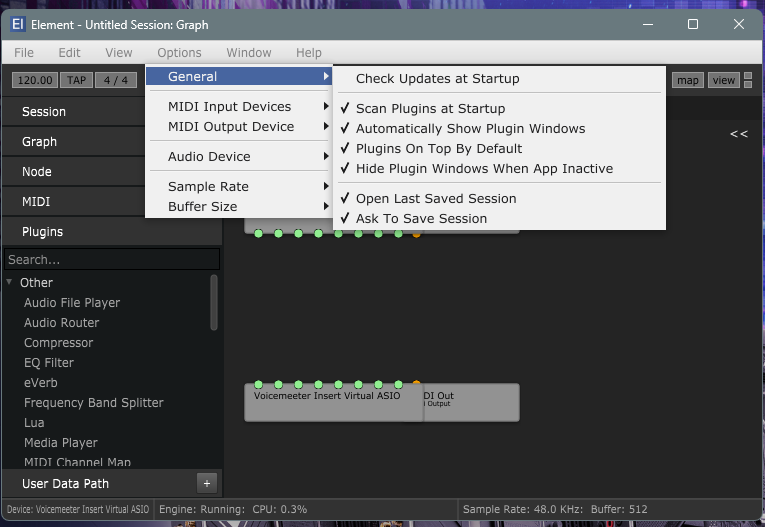 EI Element - Untitled Session: Graph
File Edit View Options Window Help
120.00 TAP 4 / 4 map view
General
Check Updates at Startup
MIDI Input Devices
MIDI Output Device
Audio Device
Sample Rate
Buffer Size
Scan Plugins at Startup
Automatically Show Plugin Windows
Plugins On Top By Default
Hide Plugin Windows When App Inactive
Open Last Saved Session
Ask To Save Session
<<
Session
Graph
Node
MIDI
Plugins
Search...
Other
Audio File Player
Audio Router
Compressor
EQ Filter
eVerb
Frequency Band Splitter
Lua
Media Player
MIDI Channel Map
User Data Path +
Voicemeeter Insert Virtual ASIO
DI Out
i Output
Device: Voicemeeter Insert Virtual ASIO Engine: Running: CPU: 0.3% Sample Rate: 48.0 KHz: Buffer: 512